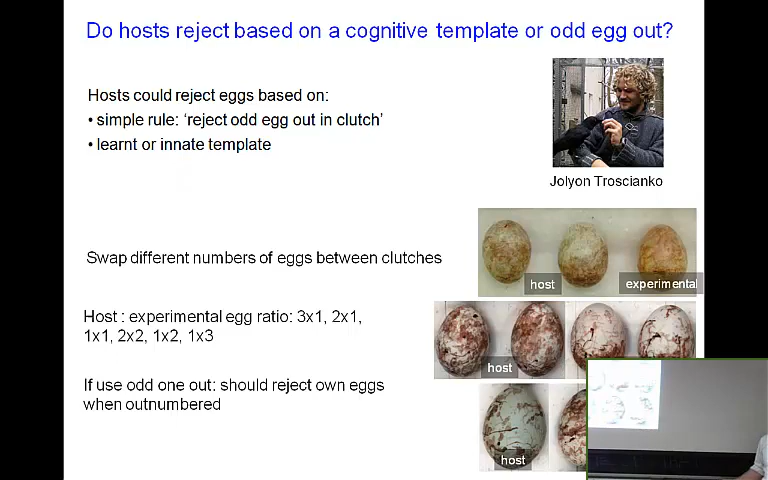 Do hosts reject based on a cognitive template or odd egg out?
Hosts could reject eggs based on:
• simple rule: ‘reject odd egg out in clutch’
• learnt or innate template
Jolyon Troscianko
Swap different numbers of eggs between clutches
host
experimental
Host : experimental egg ratio: 3x1, 2x1,
1x1, 2x2, 1x2, 1x3
host
If use odd one out: should reject own eggs
when outnumbered
host